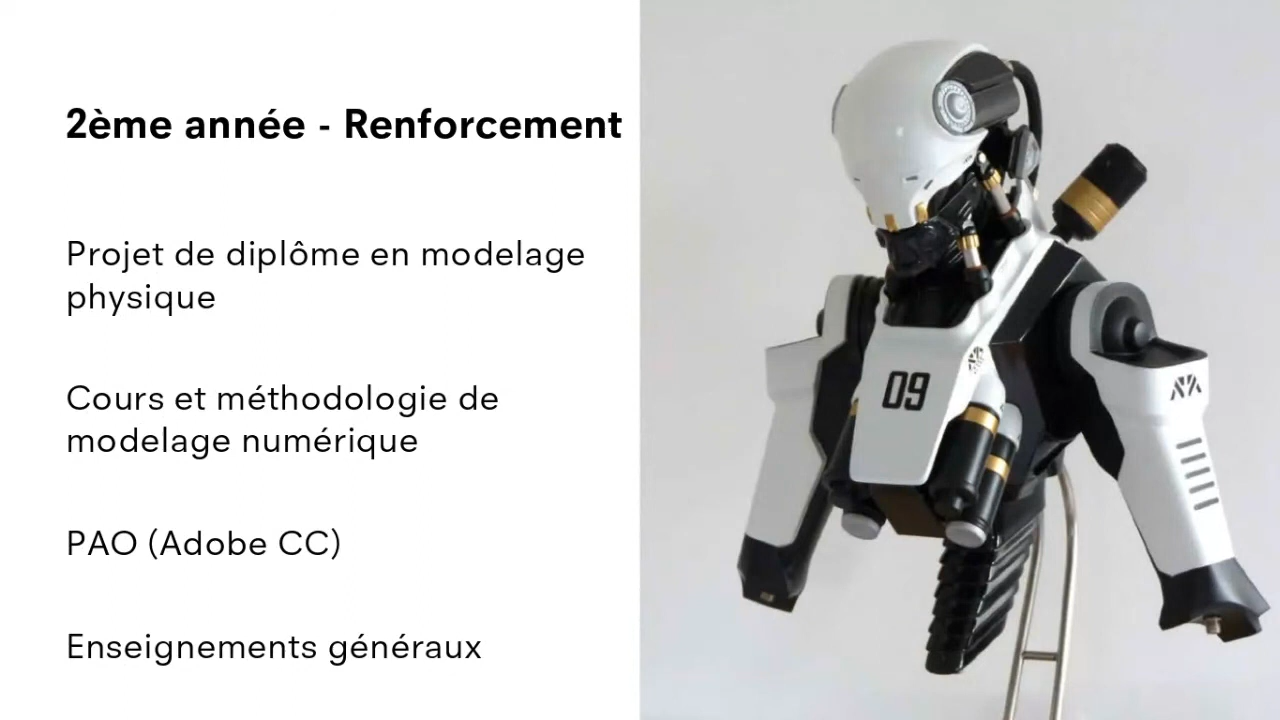 2ème année - Renforcement
Projet de diplôme en modelage
physique
Cours et méthodologie de
modelage numérique
PAO (Adobe CC)
Enseignements généraux
09